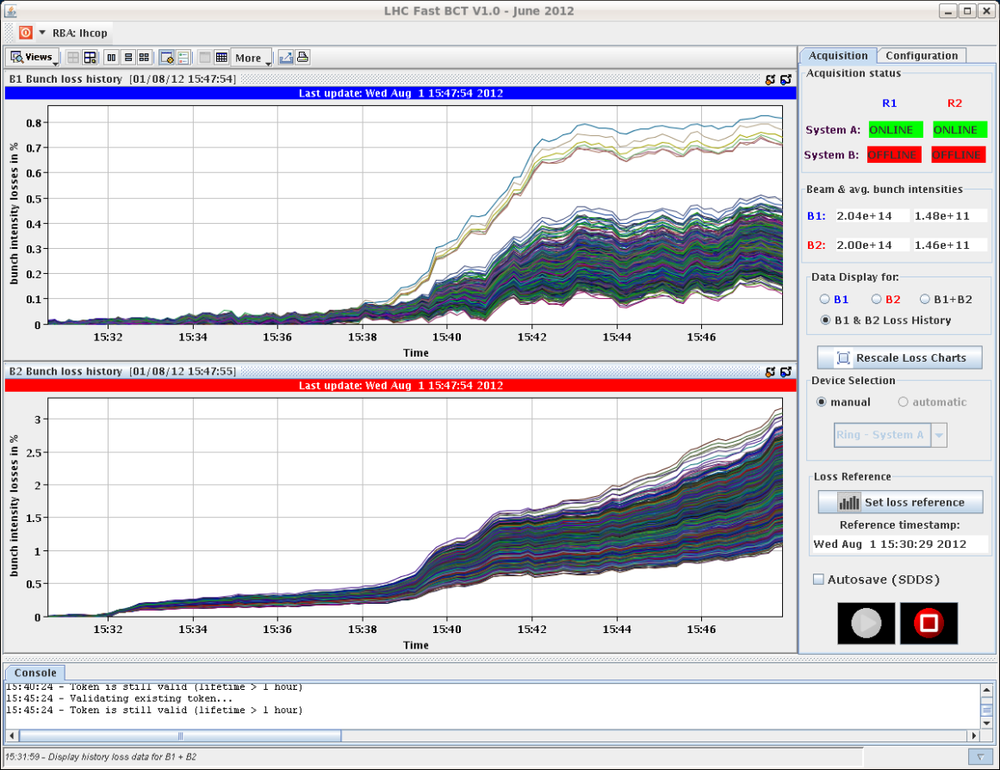 LHC Fast BCT V1.0 - June 2012
RBA: lhcop
Views
More
B1 Bunch loss history [01/08/12 15:47:54]
Last update: Wed Aug 1 15:47:54 2012
bunch intensity losses in %
0.8
0.7
0.6
0.5
0.4
0.3
0.2
0.1
0
15:32 15:34 15:36 15:38 15:40 15:42 15:44 15:46
Time
B2 Bunch loss history [01/08/12 15:47:55]
Last update: Wed Aug 1 15:47:54 2012
bunch intensity losses in %
3
2.5
2
1.5
1
0.5
0
15:32 15:34 15:36 15:38 15:40 15:42 15:44 15:46
Time
Acquisition Configuration
Acquisition status
R1 R2
System A: ONLINE ONLINE
System B: OFFLINE OFFLINE
Beam & avg. bunch intensities
B1: 2.04e+14 1.48e+11
B2: 2.00e+14 1.46e+11
Data Display for:
B1 B2 B1+B2
B1 & B2 Loss History
Rescale Loss Charts
Device Selection
manual automatic
Ring - System A
Loss Reference
Set loss reference
Reference timestamp:
Wed Aug 1 15:30:29 2012
Autosave (SDDS)
Console
15:40:24 - Token is still valid (lifetime > 1 hour)
15:45:24 - Validating existing token...
15:45:24 - Token is still valid (lifetime > 1 hour)
15:31:59 - Display history loss data for B1 + B2